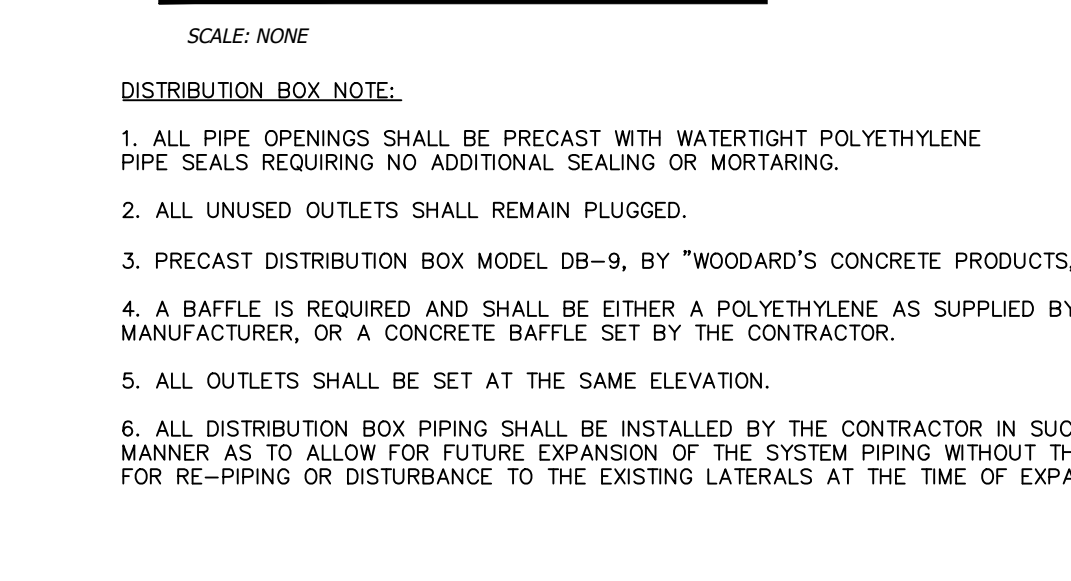 SCALE: NONE
DISTRIBUTION BOX NOTE:
1. ALL PIPE OPENINGS SHALL BE PRECAST WITH WATERTIGHT POLYETHYLENE
PIPE SEALS REQUIRING NO ADDITIONAL SEALING OR MORTARING.
2. ALL UNUSED OUTLETS SHALL REMAIN PLUGGED.
3. PRECAST DISTRIBUTION BOX MODEL DB–9, BY "WOODARD'S CONCRETE PRODUCTS,
4. A BAFFLE IS REQUIRED AND SHALL BE EITHER A POLYETHYLENE AS SUPPLIED BY
MANUFACTURER, OR A CONCRETE BAFFLE SET BY THE CONTRACTOR.
5. ALL OUTLETS SHALL BE SET AT THE SAME ELEVATION.
6. ALL DISTRIBUTION BOX PIPING SHALL BE INSTALLED BY THE CONTRACTOR IN
MANNER AS TO ALLOW FOR FUTURE EXPANSION OF THE SYSTEM PIPING WITHOUT
FOR RE–PIPING OR DISTURBANCE TO THE EXISTING LATERALS AT THE TIME OF